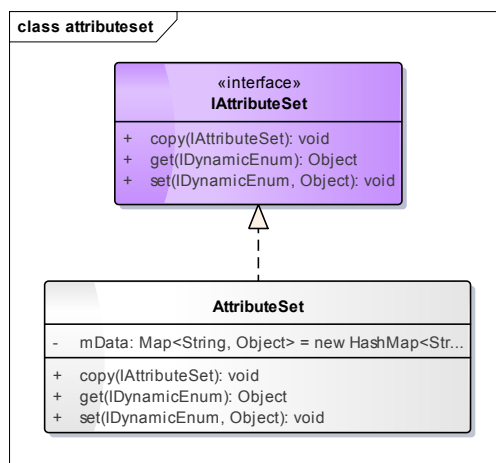 class attributeset
«interface»
IAttributeSet
+ copy(IAttributeSet): void
+ get(IDynamicEnum): Object
+ set(IDynamicEnum, Object): void
AttributeSet
- mData: Map<String, Object> = new HashMap<Str...
+ copy(IAttributeSet): void
+ get(IDynamicEnum): Object
+ set(IDynamicEnum, Object): void